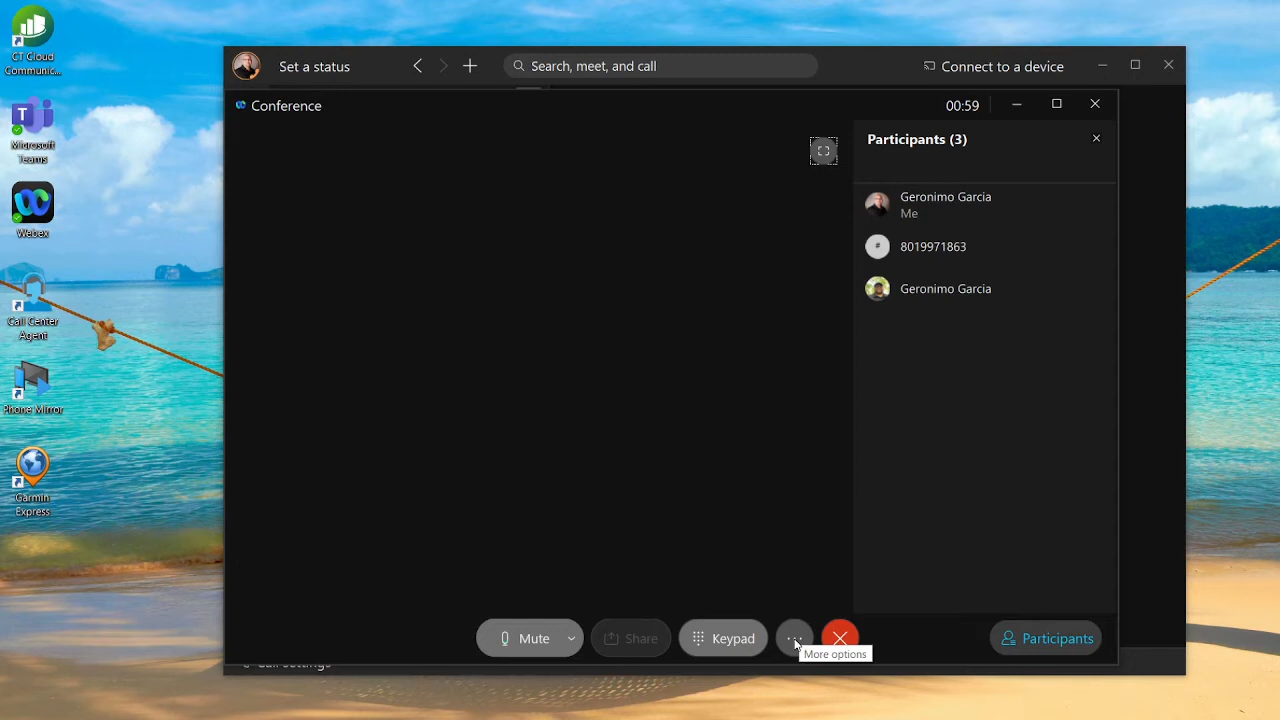 CT Cloud
Communic...
Microsoft
Teams
Webex
Call Center
Agent
Phone Mirror
Garmin
Express
Set a status
Search, meet, and call
Connect to a device
Conference
00:59
Participants (3)
Geronimo Garcia
Me
#
8019971863
Geronimo Garcia
Mute
Share
Keypad
...
More options
Participants
Call settings